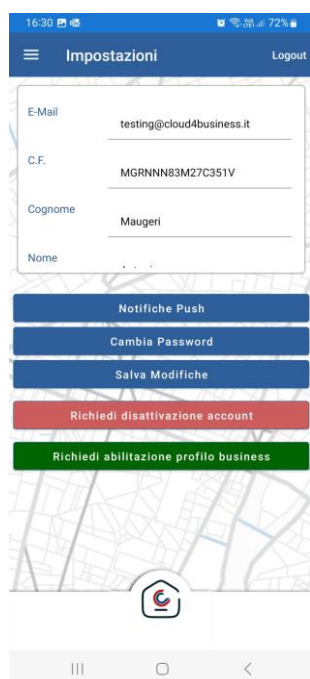 16:30 72%
Impostazioni Logout
E-Mail
testing@cloud4business.it
C.F.
MGRNNN83M27C351V
Cognome
Maugeri
Nome
Notifiche Push
Cambia Password
Salva Modifiche
Richiedi disattivazione account
Richiedi abilitazione profilo business